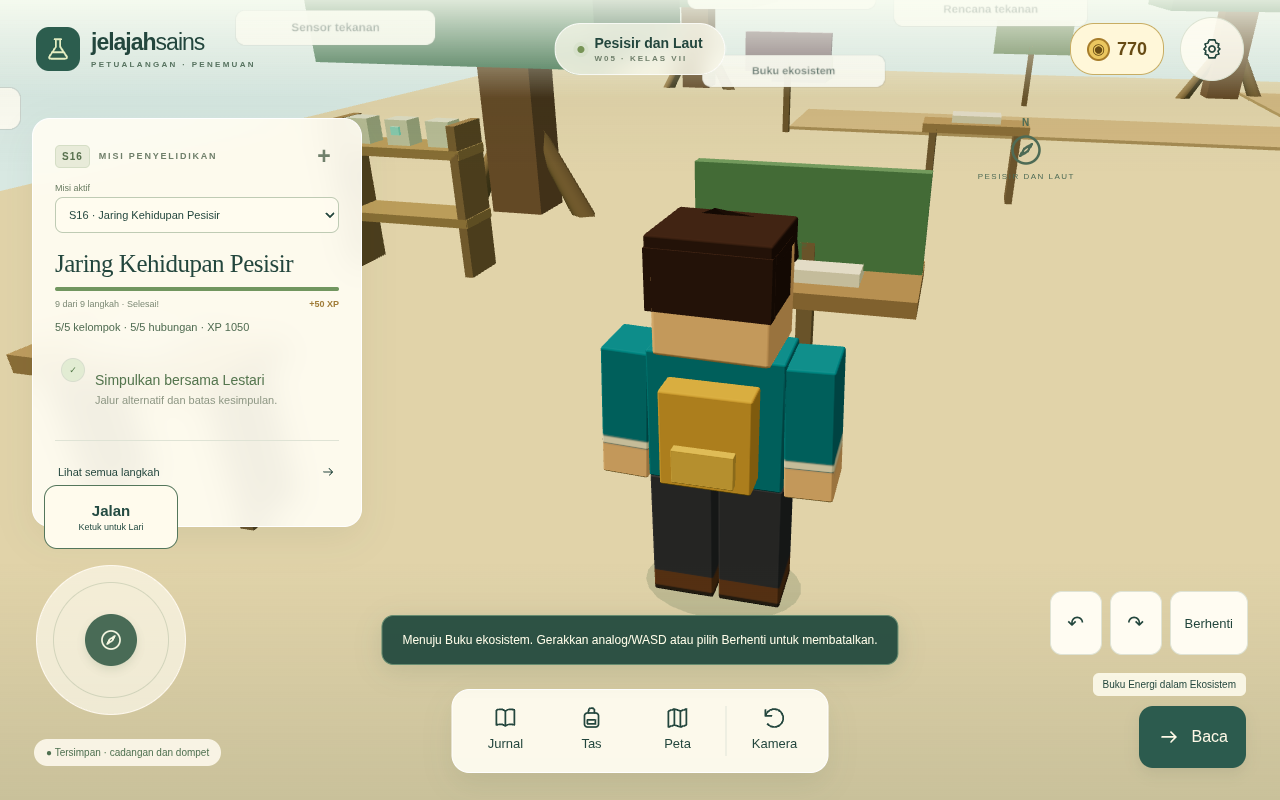 Sensor tekanan
Rencana tekanan
jelajahsains
PETUALANGAN · PENEMUAN
Pesisir dan Laut
W05 · KELAS VII
Buku ekosistem
770
N
PESISIR DAN LAUT
S16 MISI PENYELIDIKAN
Misi aktif
S16 · Jaring Kehidupan Pesisir
Jaring Kehidupan Pesisir
9 dari 9 langkah · Selesai! +50 XP
5/5 kelompok · 5/5 hubungan · XP 1050
Simpulkan bersama Lestari
Jalur alternatif dan batas kesimpulan.
Lihat semua langkah
Jalan
Ketuk untuk Lari
Menuju Buku ekosistem. Gerakkan analog/WASD atau pilih Berhenti untuk membatalkan.
Berhenti
Buku Energi dalam Ekosistem
Baca
Jurnal
Tas
Peta
Kamera
Tersimpan · cadangan dan dompet